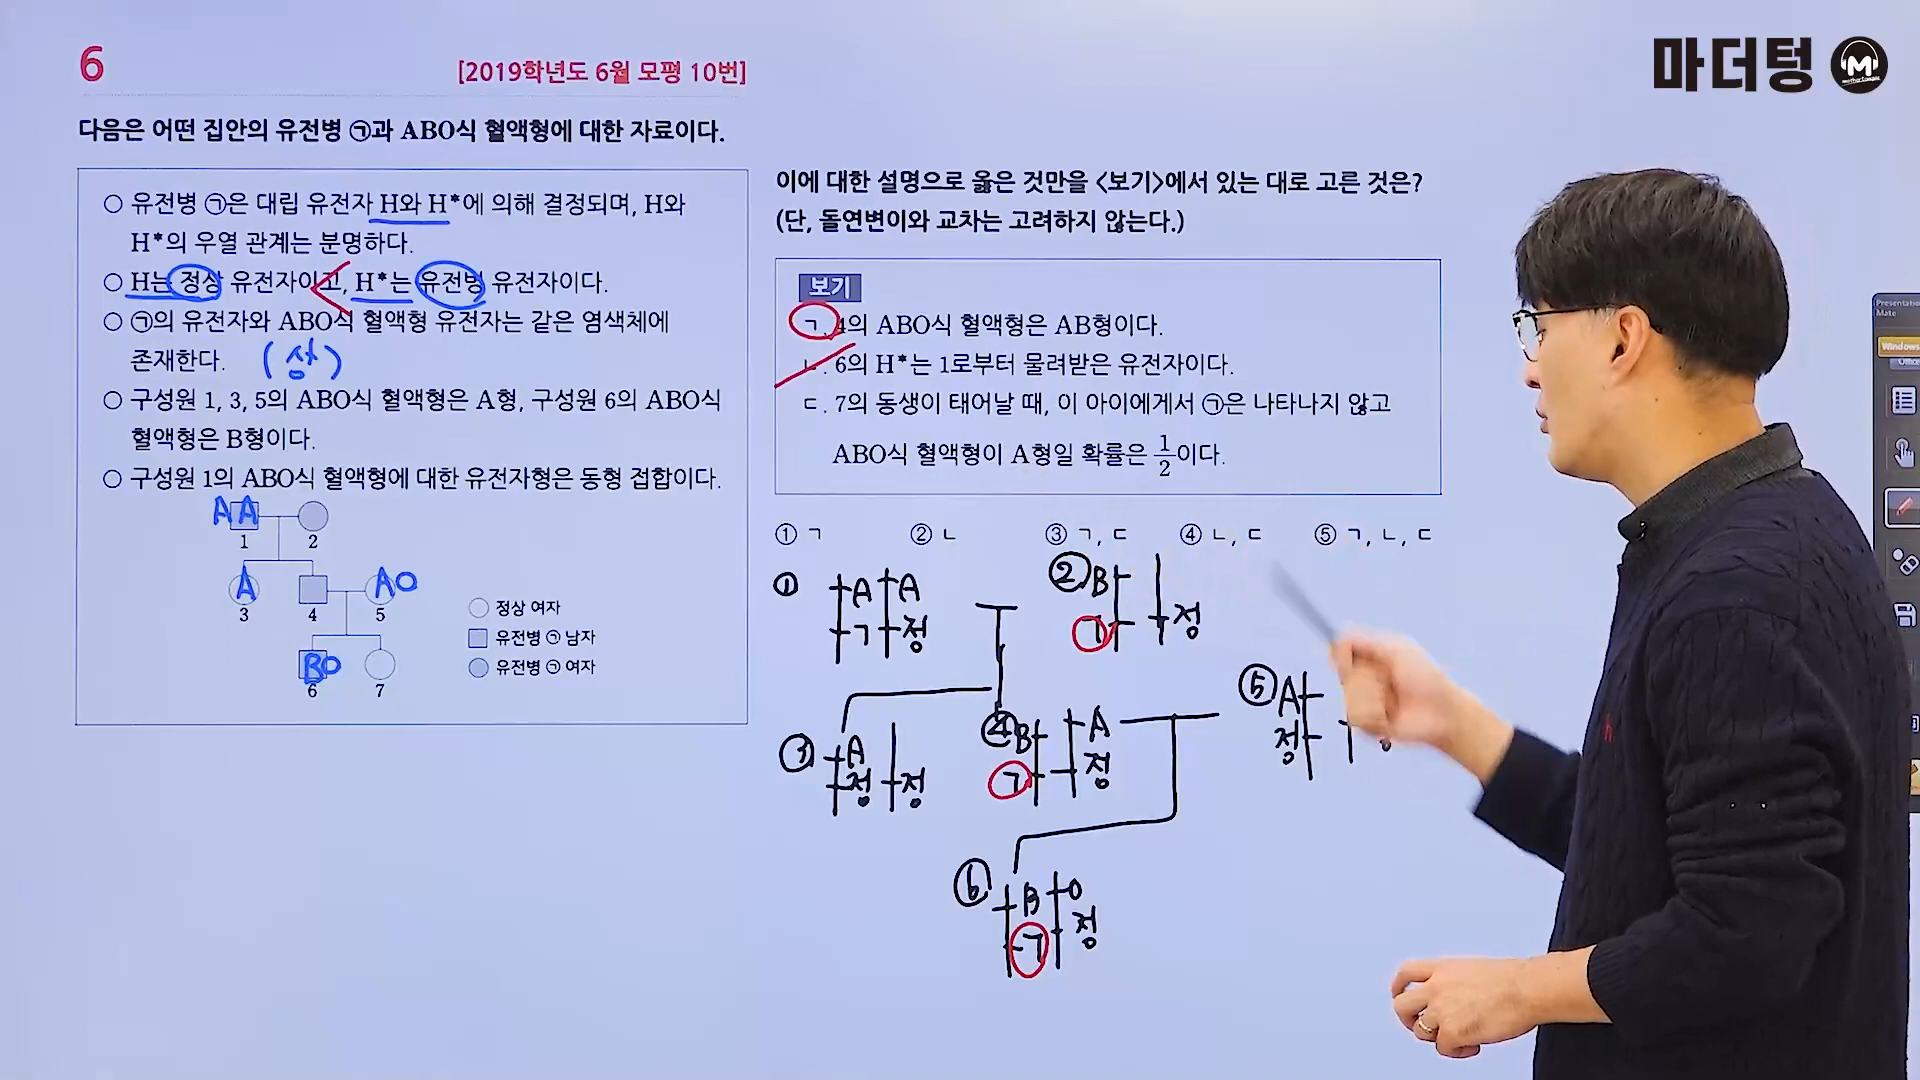 마더텅
6
[2019학년도 6월 모평 10번]
다음은 어떤 집안의 유전병 ㉠과 ABO식 혈액형에 대한 자료이다.
○ 유전병 ㉠은 대립 유전자 H와 H*에 의해 결정되며, H와
H*의 우열 관계는 분명하다.
○ H는 정상 유전자이고, H*는 유전병 유전자이다.
○ ㉠의 유전자와 ABO식 혈액형 유전자는 같은 염색체에
존재한다. (상)
○ 구성원 1, 3, 5의 ABO식 혈액형은 A형, 구성원 6의 ABO식
혈액형은 B형이다.
○ 구성원 1의 ABO식 혈액형에 대한 유전자형은 동형 접합이다.
AA
1 2
A AO
3 4 5
BO
6 7
정상 여자
유전병 ㉠ 남자
유전병 ㉠ 여자
이에 대한 설명으로 옳은 것만을 <보기>에서 있는 대로 고른 것은?
(단, 돌연변이와 교차는 고려하지 않는다.)
보기
ㄱ. 4의 ABO식 혈액형은 AB형이다.
ㄴ. 6의 H*는 1로부터 물려받은 유전자이다.
ㄷ. 7의 동생이 태어날 때, 이 아이에게서 ㉠은 나타나지 않고
ABO식 혈액형이 A형일 확률은 1/2이다.
① ㄱ ② ㄴ ③ ㄱ, ㄷ ④ ㄴ, ㄷ ⑤ ㄱ, ㄴ, ㄷ
① A A
ㄱ 정
② B
ㄱ 정
③ A
정 정
④ B A
ㄱ 정
⑤ A
정
⑥ B O
ㄱ 정
Presentation
Mate
Windows